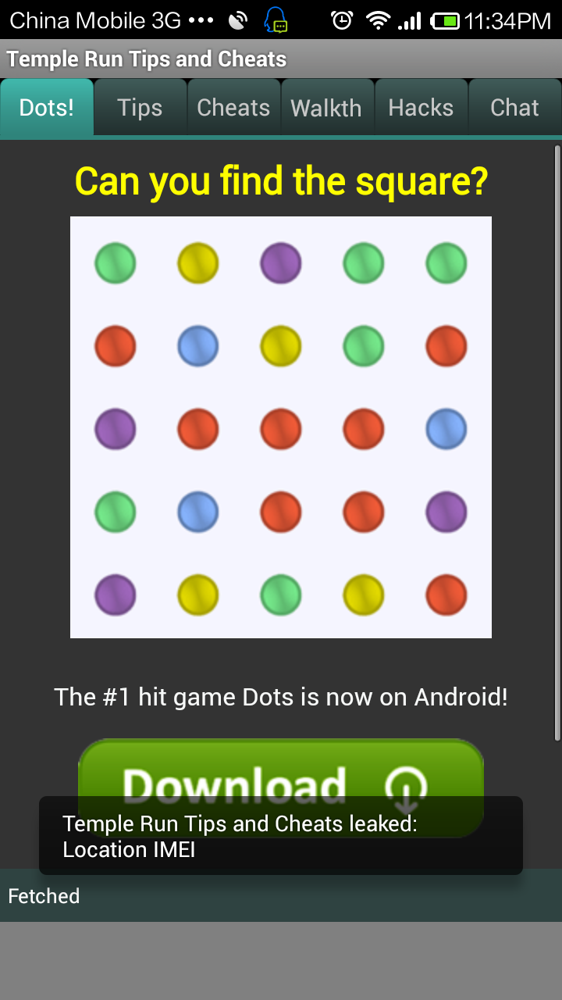 China Mobile 3G ••• 11:34PM
Temple Run Tips and Cheats
Dots! Tips Cheats Walkth Hacks Chat
Can you find the square?
The #1 hit game Dots is now on Android!
Download
Temple Run Tips and Cheats leaked:
Location IMEI
Fetched